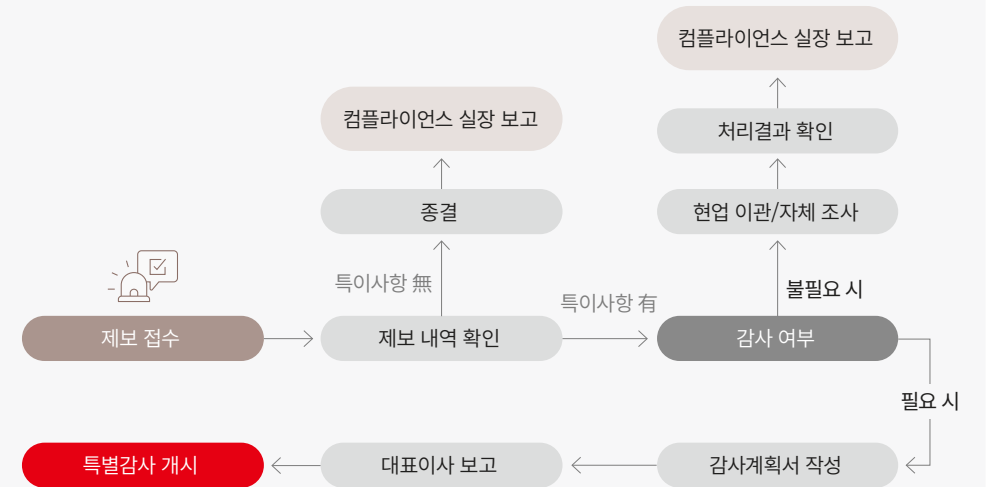 컴플라이언스 실장 보고
컴플라이언스 실장 보고
처리결과 확인
종결
현업 이관/자체 조사
특이사항 無
불필요 시
특이사항 有
제보 접수
제보 내역 확인
감사 여부
필요 시
특별감사 개시
대표이사 보고
감사계획서 작성